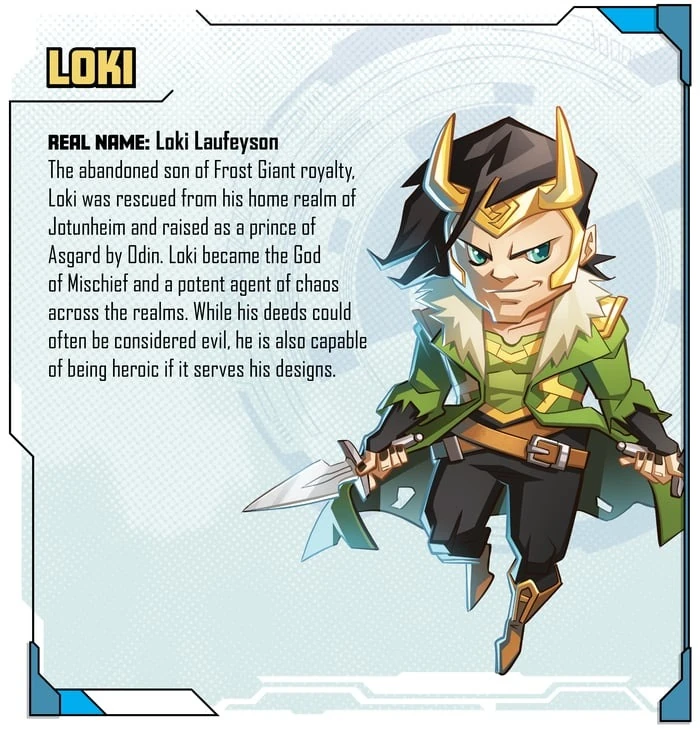 LOKI
REAL NAME: Loki Laufeyson
The abandoned son of Frost Giant royalty,
Loki was rescued from his home realm of
Jotunheim and raised as a prince of
Asgard by Odin. Loki became the God
of Mischief and a potent agent of chaos
across the realms. While his deeds could
often be considered evil, he is also capable
of being heroic if it serves his designs.